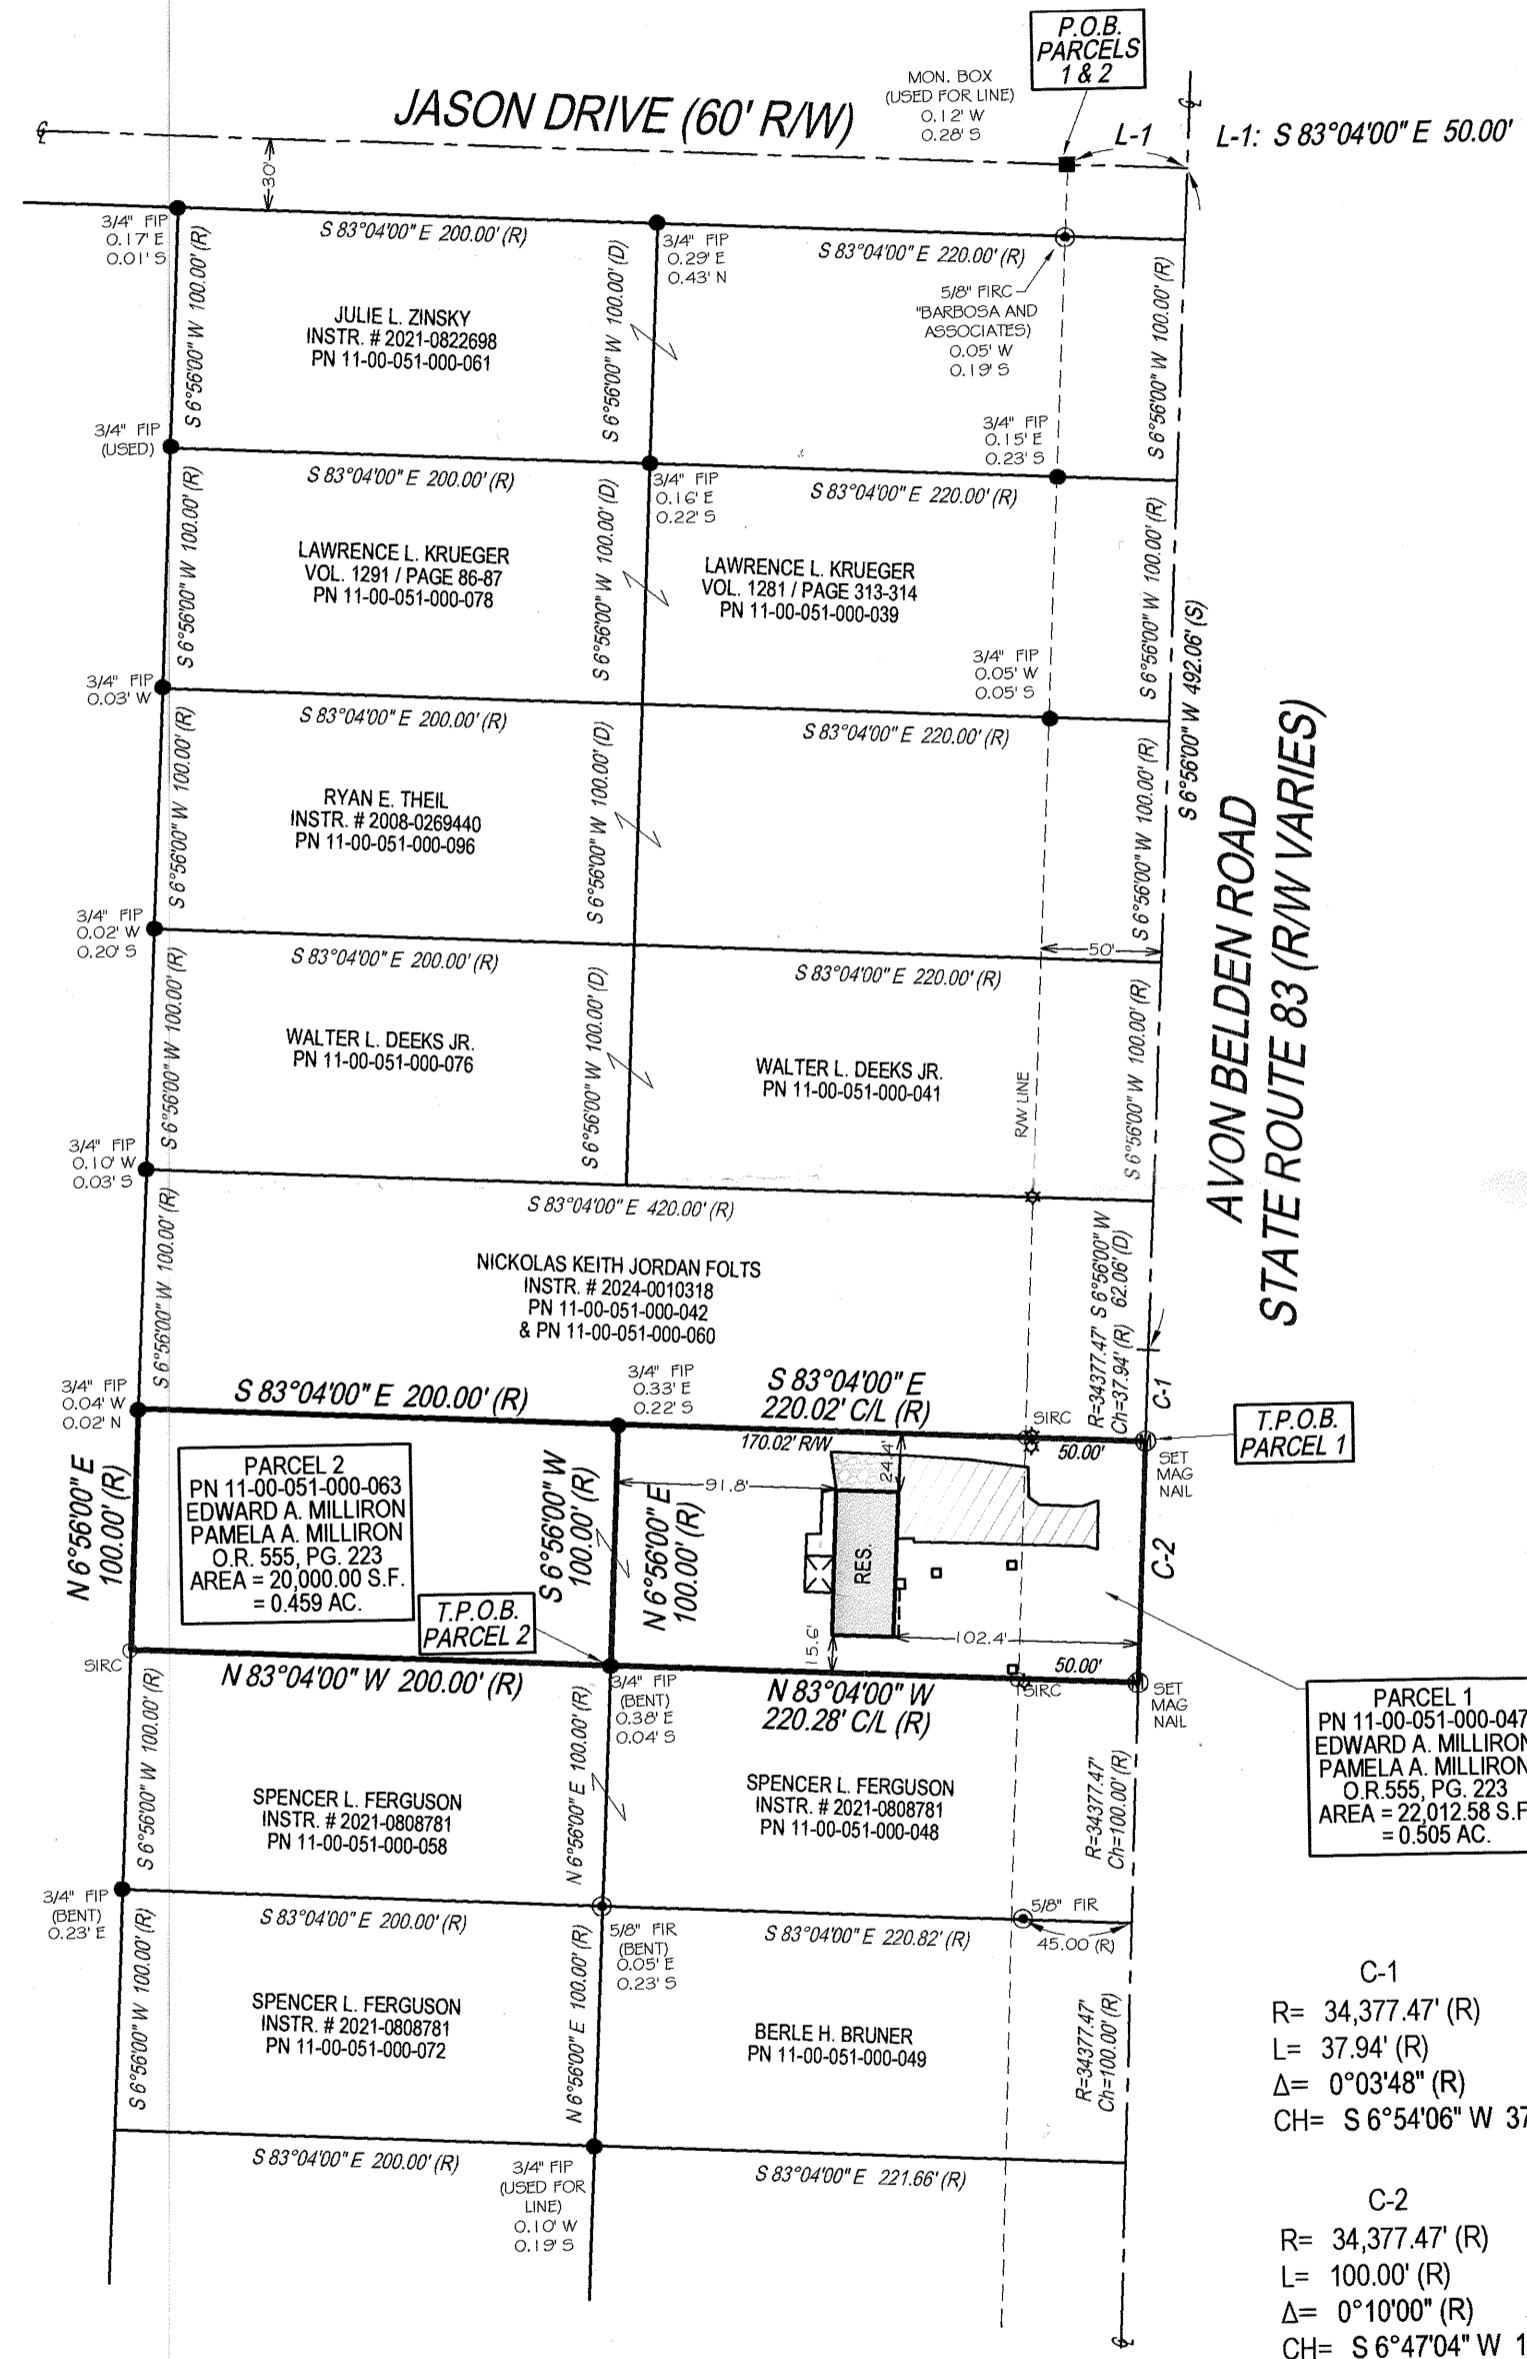 P.O.B.
PARCELS
1 & 2
MON. BOX
(USED FOR LINE)
0.12' W
0.28' S
JASON DRIVE (60' R/W)
L-1
L-1: S 83°04'00" E 50.00'
30'
3/4" FIP
0.17' E
0.01' S
S 83°04'00" E 200.00' (R)
3/4" FIP
0.29' E
0.43' N
S 83°04'00" E 220.00' (R)
5/8" FIRC
"BARBOSA AND
ASSOCIATES)
0.05' W
0.19' S
S 6°56'00" W 100.00' (R)
JULIE L. ZINSKY
INSTR. # 2021-0822698
PN 11-00-051-000-061
S 6°56'00" W 100.00' (D)
S 6°56'00" W 100.00' (R)
3/4" FIP
(USED)
3/4" FIP
0.15' E
0.23' S
S 83°04'00" E 200.00' (R)
3/4" FIP
0.16' E
0.22' S
S 83°04'00" E 220.00' (R)
S 6°56'00" W 100.00' (R)
LAWRENCE L. KRUEGER
VOL. 1291 / PAGE 86-87
PN 11-00-051-000-078
S 6°56'00" W 100.00' (D)
LAWRENCE L. KRUEGER
VOL. 1281 / PAGE 313-314
PN 11-00-051-000-039
S 6°56'00" W 100.00' (R)
S 6°56'00" W 492.06' (S)
3/4" FIP
0.03' W
3/4" FIP
0.05' W
0.05' S
S 83°04'00" E 200.00' (R)
S 83°04'00" E 220.00' (R)
S 6°56'00" W 100.00' (R)
RYAN E. THEIL
INSTR. # 2008-0269440
PN 11-00-051-000-096
S 6°56'00" W 100.00' (D)
S 6°56'00" W 100.00' (R)
AVON BELDEN ROAD
STATE ROUTE 83 (R/W VARIES)
3/4" FIP
0.02' W
0.20' S
50'
S 83°04'00" E 200.00' (R)
S 83°04'00" E 220.00' (R)
S 6°56'00" W 100.00' (R)
WALTER L. DEEKS JR.
PN 11-00-051-000-076
S 6°56'00" W 100.00' (D)
WALTER L. DEEKS JR.
PN 11-00-051-000-041
R/W LINE
S 6°56'00" W 100.00' (R)
3/4" FIP
0.10' W
0.03' S
S 83°04'00" E 420.00' (R)
S 6°56'00" W 100.00' (R)
NICKOLAS KEITH JORDAN FOLTS
INSTR. # 2024-0010318
PN 11-00-051-000-042
& PN 11-00-051-000-060
R=34377.47' S 6°56'00" W
Ch=37.94' (R) 62.06' (D)
C-1
3/4" FIP
0.04' W
0.02' N
S 83°04'00" E 200.00' (R)
3/4" FIP
0.33' E
0.22' S
S 83°04'00" E
220.02' C/L (R)
170.02' R/W
SIRC
50.00'
T.P.O.B.
PARCEL 1
SET
MAG
NAIL
N 6°56'00" E
100.00' (R)
PARCEL 2
PN 11-00-051-000-063
EDWARD A. MILLIRON
PAMELA A. MILLIRON
O.R. 555, PG. 223
AREA = 20,000.00 S.F.
= 0.459 AC.
S 6°56'00" W
100.00' (R)
N 6°56'00" E
100.00' (R)
91.8'
24.4'
RES.
C-2
T.P.O.B.
PARCEL 2
15.6'
102.4'
SIRC
N 83°04'00" W 200.00' (R)
3/4" FIP
(BENT)
0.38' E
0.04' S
N 83°04'00" W
220.28' C/L (R)
50.00'
SIRC
SET
MAG
NAIL
PARCEL 1
PN 11-00-051-000-047
EDWARD A. MILLIRON
PAMELA A. MILLIRON
O.R.555, PG. 223
AREA = 22,012.58 S.F
= 0.505 AC.
S 6°56'00" W 100.00' (R)
SPENCER L. FERGUSON
INSTR. # 2021-0808781
PN 11-00-051-000-058
N 6°56'00" E 100.00' (R)
SPENCER L. FERGUSON
INSTR. # 2021-0808781
PN 11-00-051-000-048
R=34377.47'
Ch=100.00' (R)
3/4" FIP
(BENT)
0.23' E
S 83°04'00" E 200.00' (R)
5/8" FIR
(BENT)
0.05' E
0.23' S
S 83°04'00" E 220.82' (R)
5/8" FIR
45.00 (R)
S 6°56'00" W 100.00' (R)
SPENCER L. FERGUSON
INSTR. # 2021-0808781
PN 11-00-051-000-072
N 6°56'00" E 100.00' (R)
BERLE H. BRUNER
PN 11-00-051-000-049
R=34377.47'
Ch=100.00' (R)
S 83°04'00" E 200.00' (R)
3/4" FIP
(USED FOR
LINE)
0.10' W
0.19' S
S 83°04'00" E 221.66' (R)
C-1
R= 34,377.47' (R)
L= 37.94' (R)
Δ= 0°03'48" (R)
CH= S 6°54'06" W 37
C-2
R= 34,377.47' (R)
L= 100.00' (R)
Δ= 0°10'00" (R)
CH= S 6°47'04" W 1